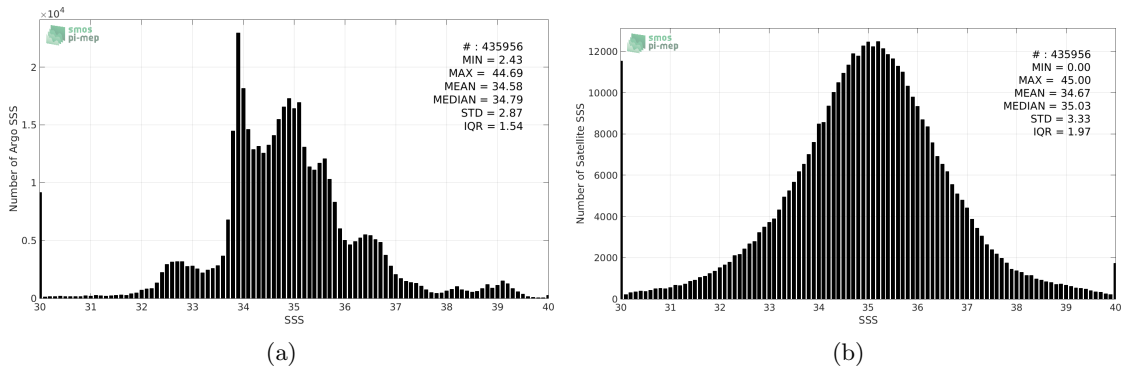 ×10⁴
smos
pi-mep
# : 435956
MIN = 2.43
MAX = 44.69
MEAN = 34.58
MEDIAN = 34.79
STD = 2.87
IQR = 1.54
Number of Argo SSS
2
1.5
1
0.5
0
30 31 32 33 34 35 36 37 38 39 40
SSS
(a)
smos
pi-mep
# : 435956
MIN = 0.00
MAX = 45.00
MEAN = 34.67
MEDIAN = 35.03
STD = 3.33
IQR = 1.97
Number of Satellite SSS
12000
10000
8000
6000
4000
2000
0
30 31 32 33 34 35 36 37 38 39 40
SSS
(b)